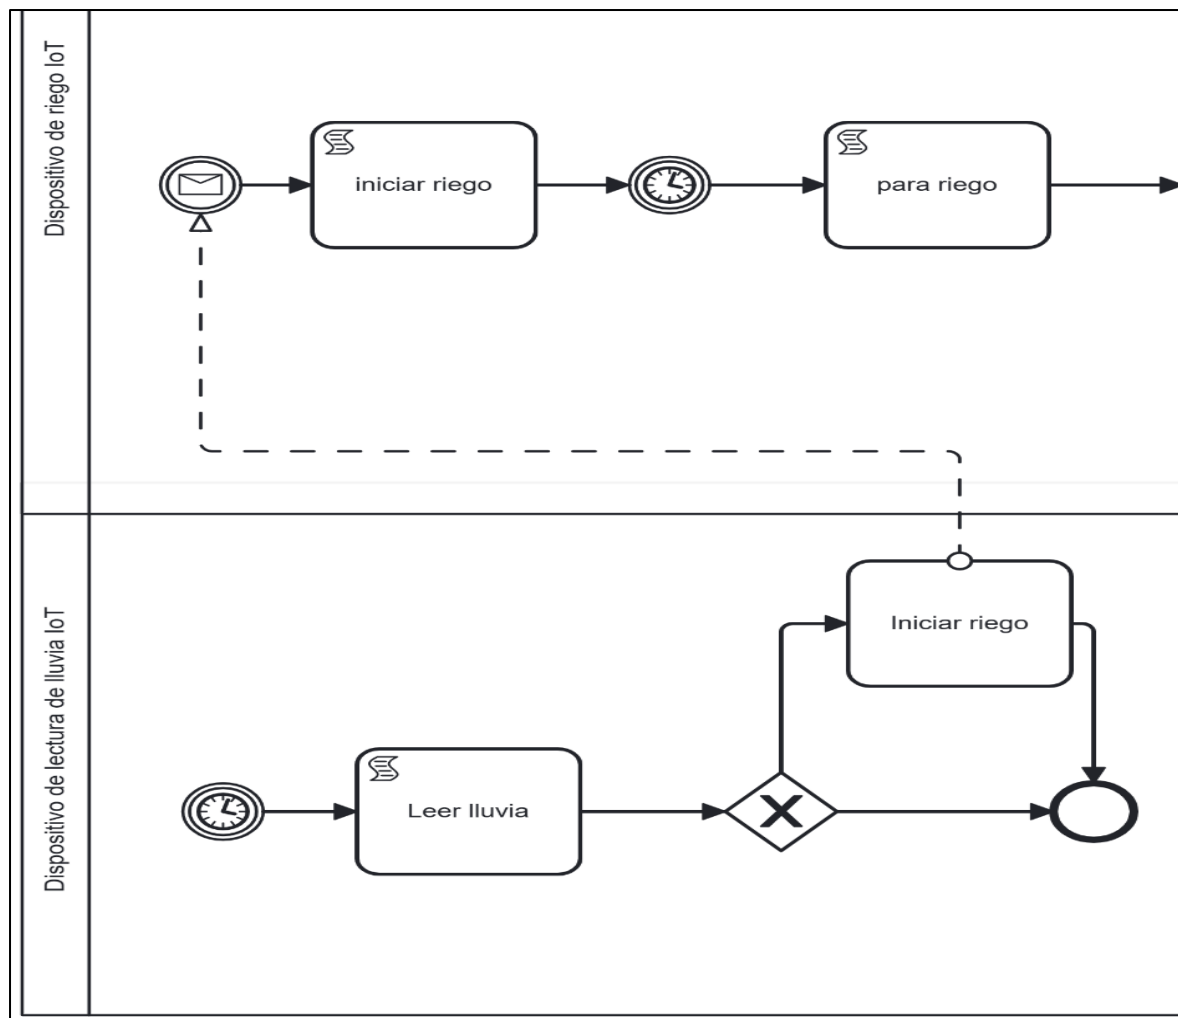 Dispositivo de riego IoT
iniciar riego
para riego
Dispositivo de lectura de lluvia IoT
Iniciar riego
Leer lluvia